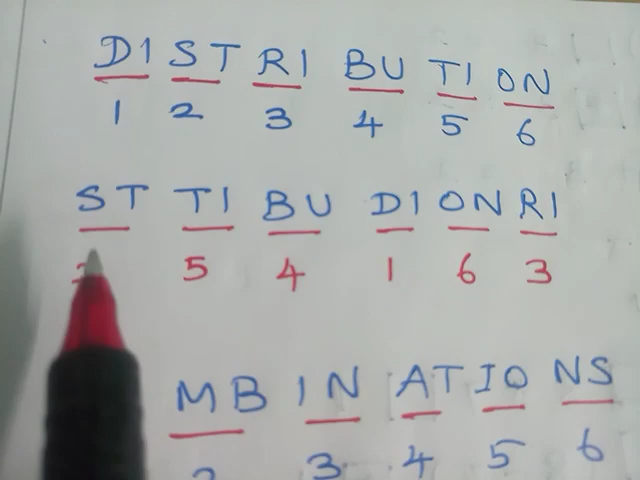 DI ST RI BU TI ON
1 2 3 4 5 6
ST TI BU DI ON RI
5 4 1 6 3
MB IN AT IO NS
2 3 4 5 6